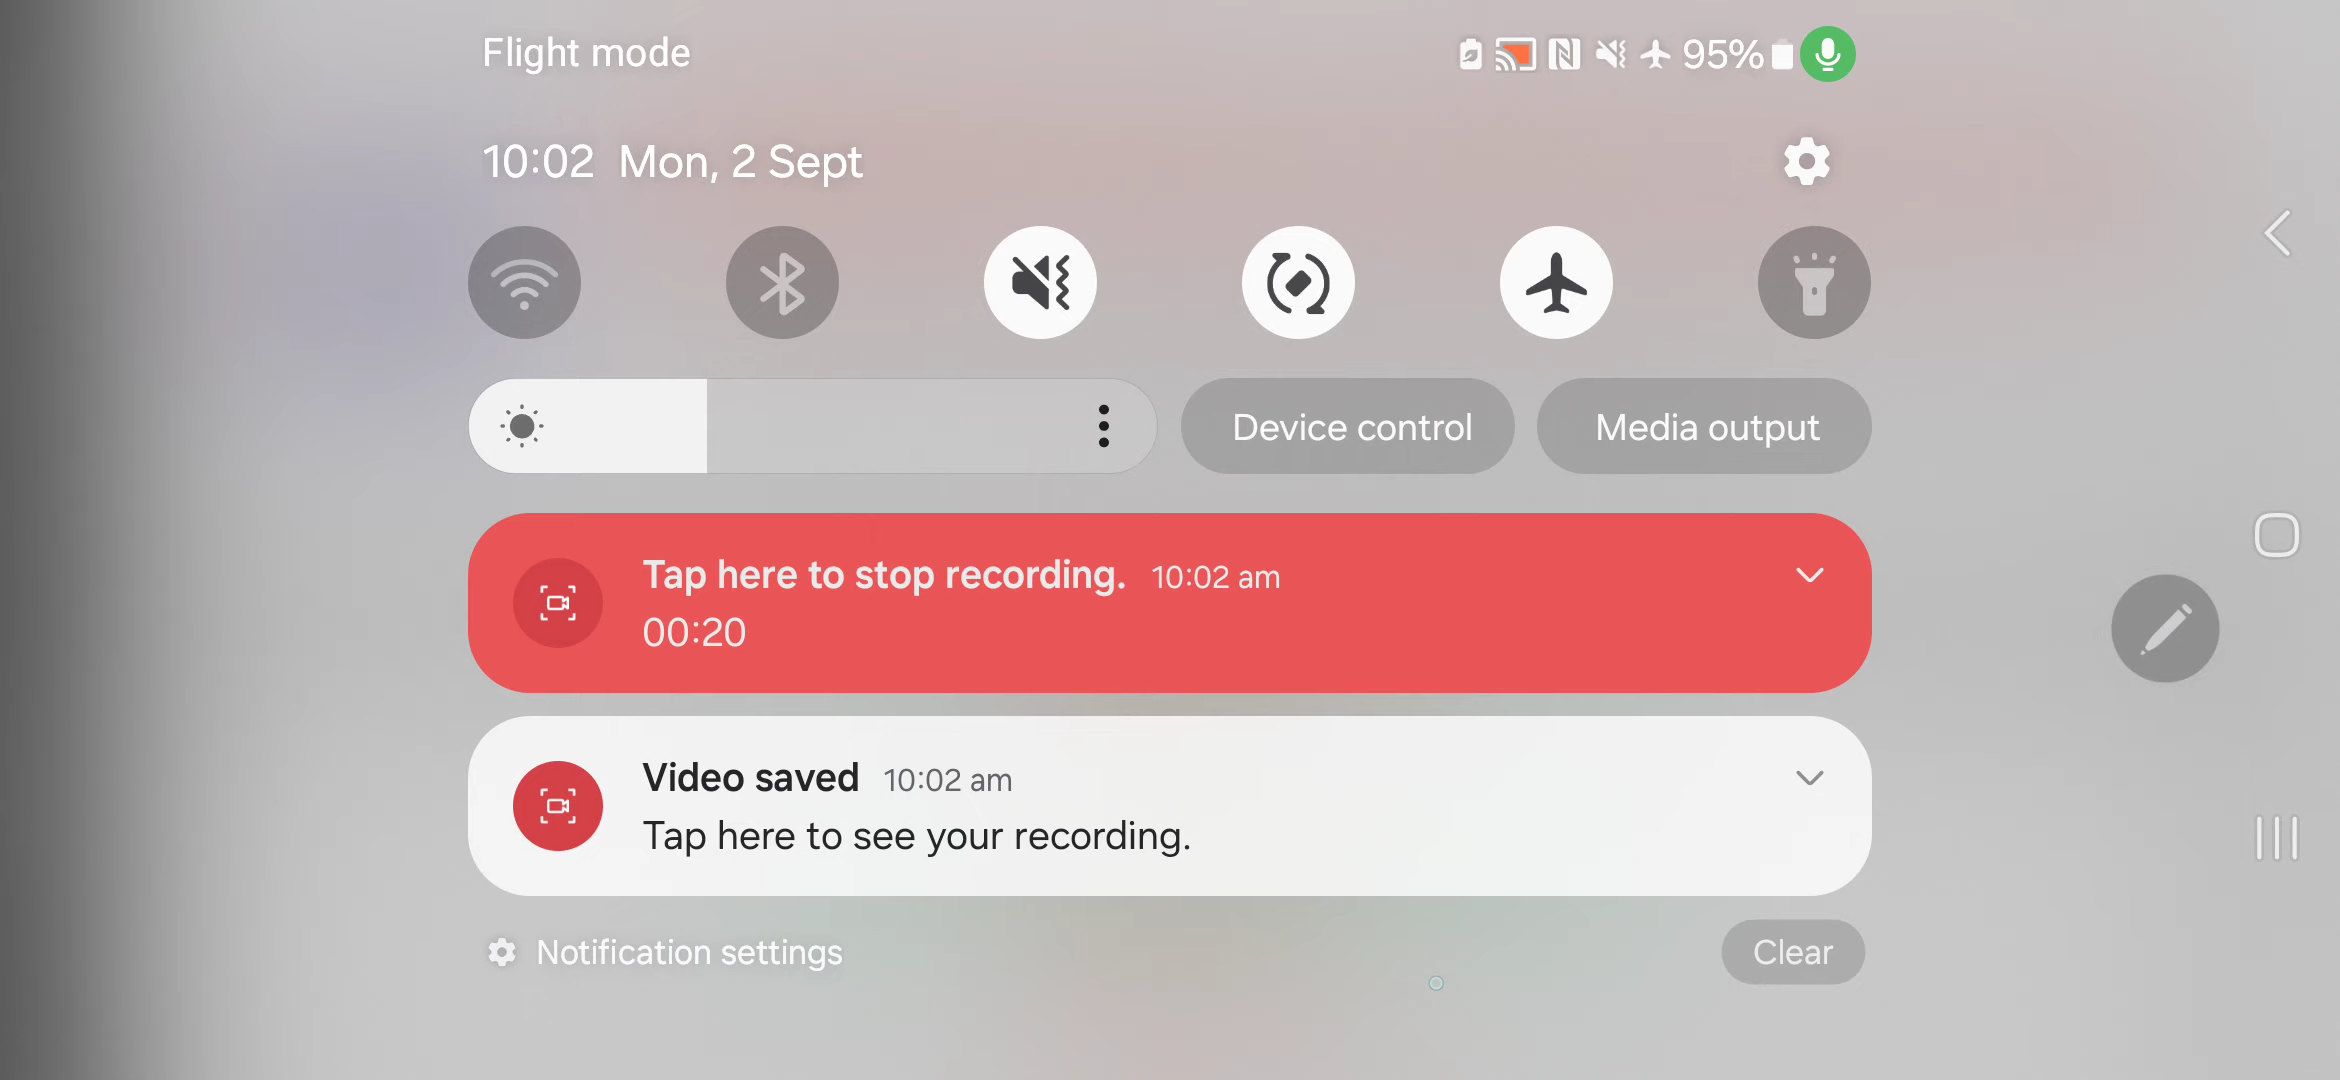 Flight mode 95%
10:02 Mon, 2 Sept
Device control Media output
Tap here to stop recording. 10:02 am
00:20
Video saved 10:02 am
Tap here to see your recording.
Notification settings Clear